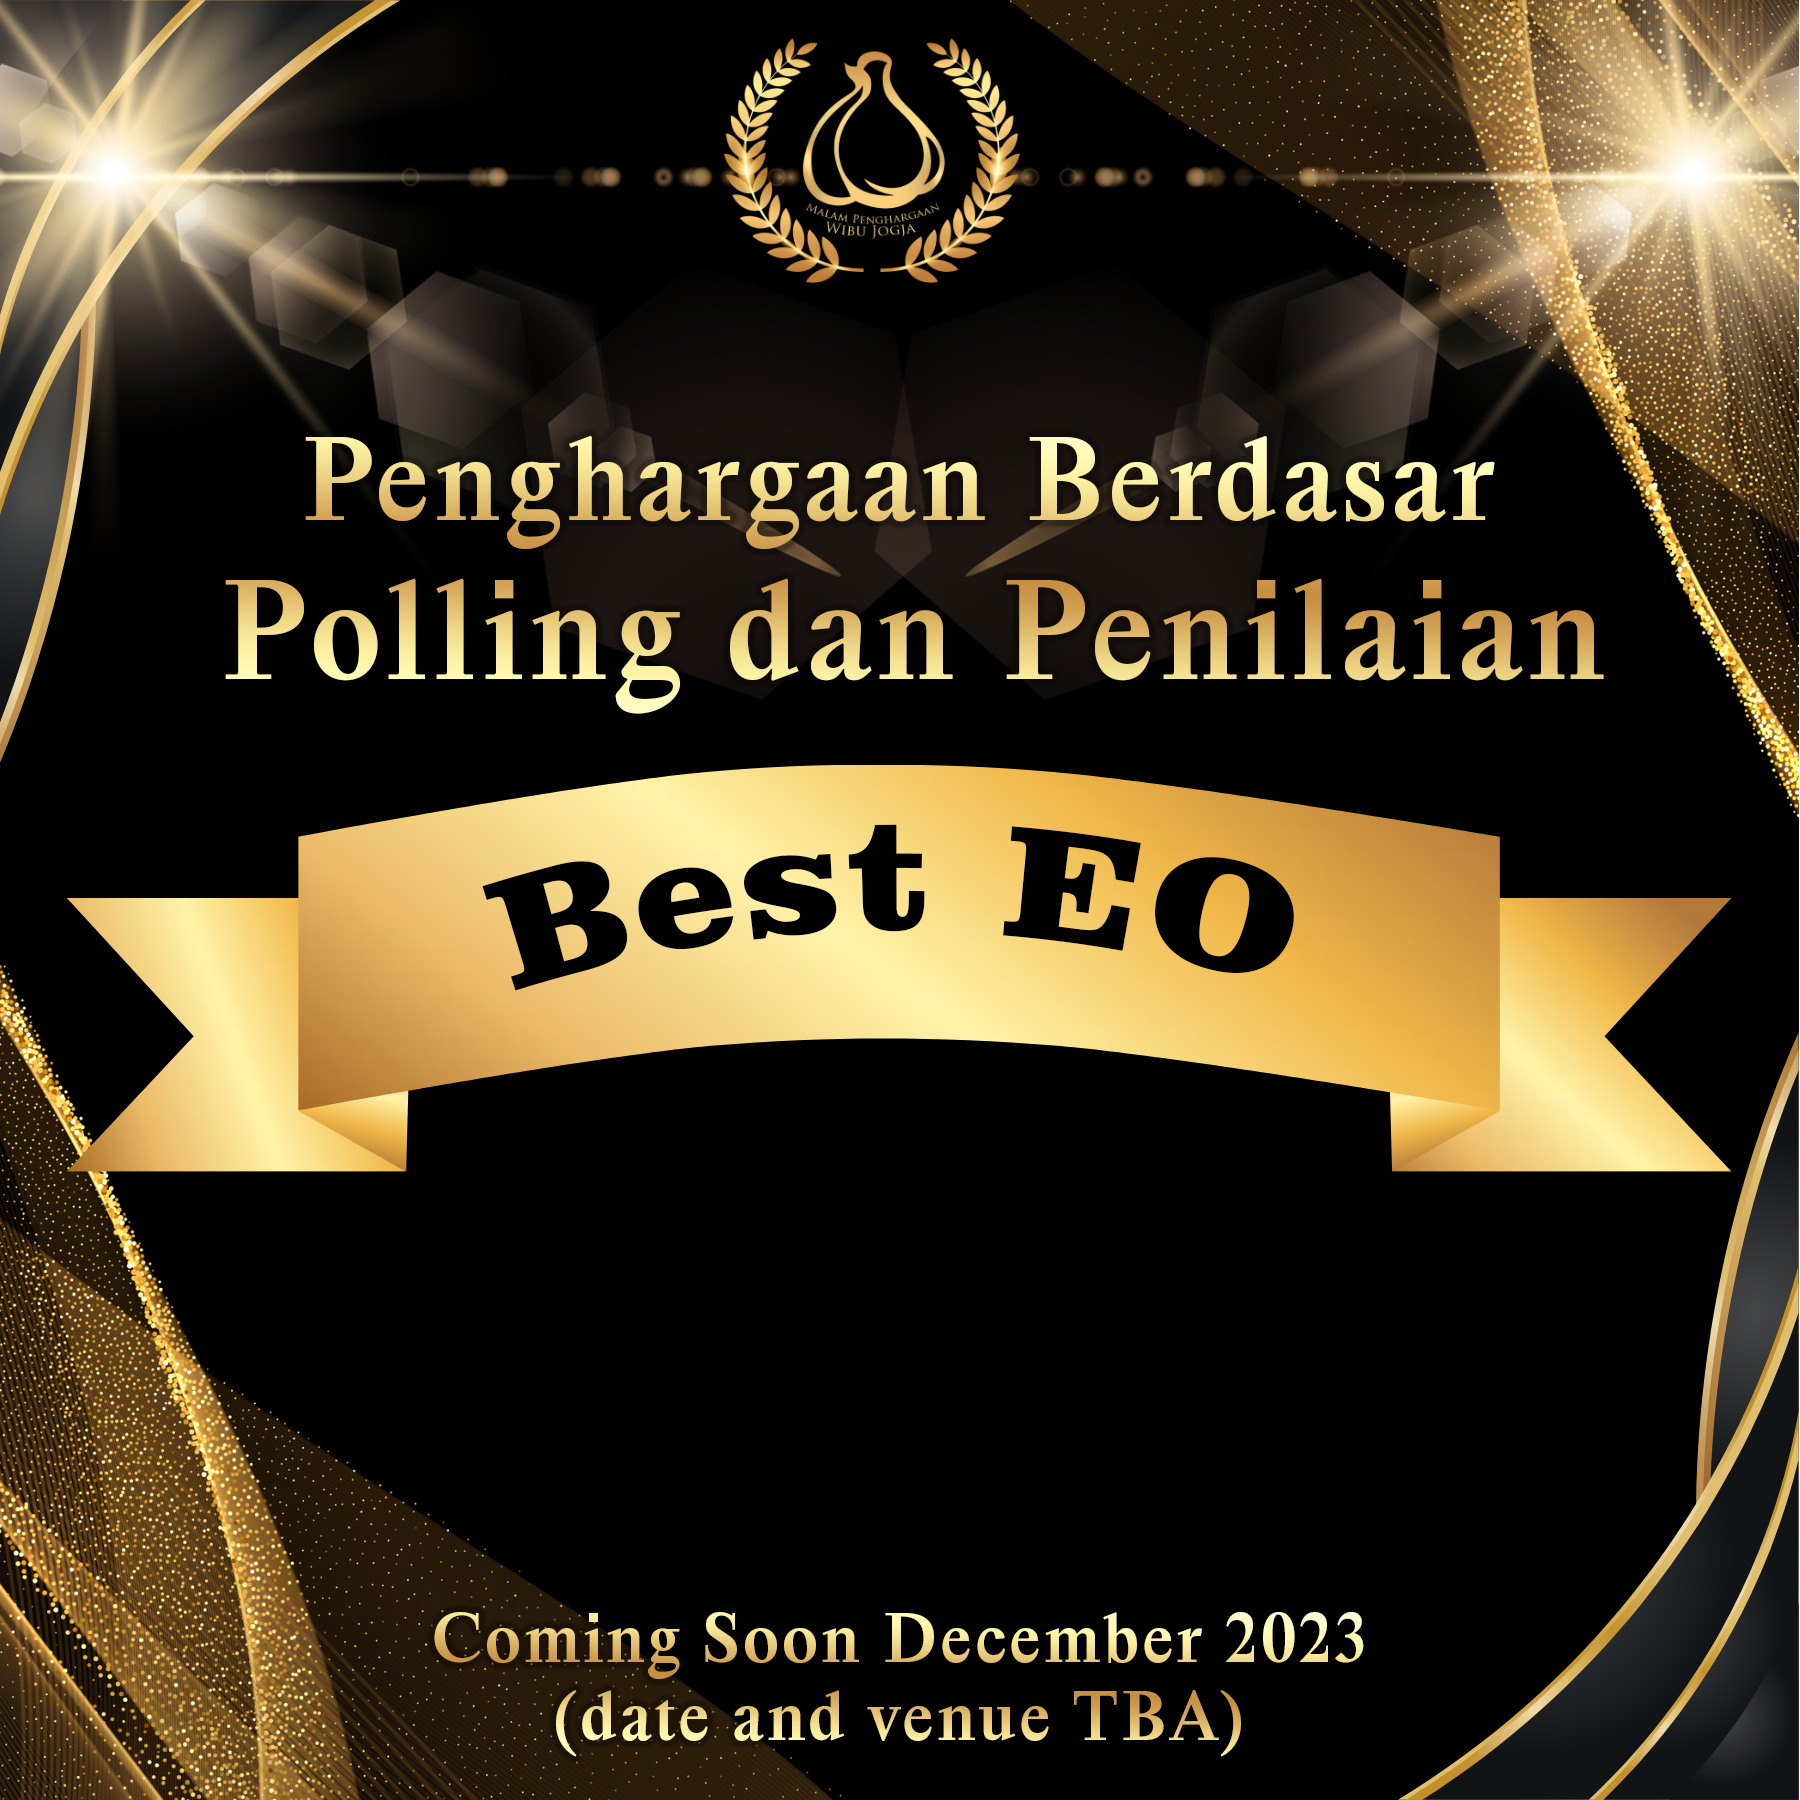 Malam Penghargaan
Wibu Jogja
Penghargaan Berdasar
Polling dan Penilaian
Best EO
Coming Soon December 2023
(date and venue TBA)